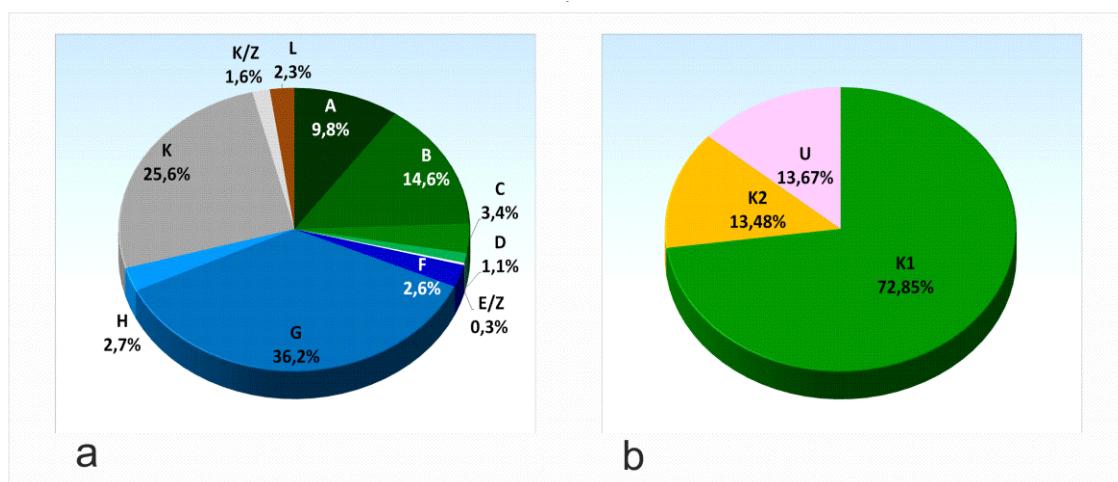 K/Z
1,6%
L
2,3%
A
9,8%
B
14,6%
C
3,4%
D
1,1%
E/Z
0,3%
F
2,6%
G
36,2%
H
2,7%
K
25,6%
a
U
13,67%
K2
13,48%
K1
72,85%
b